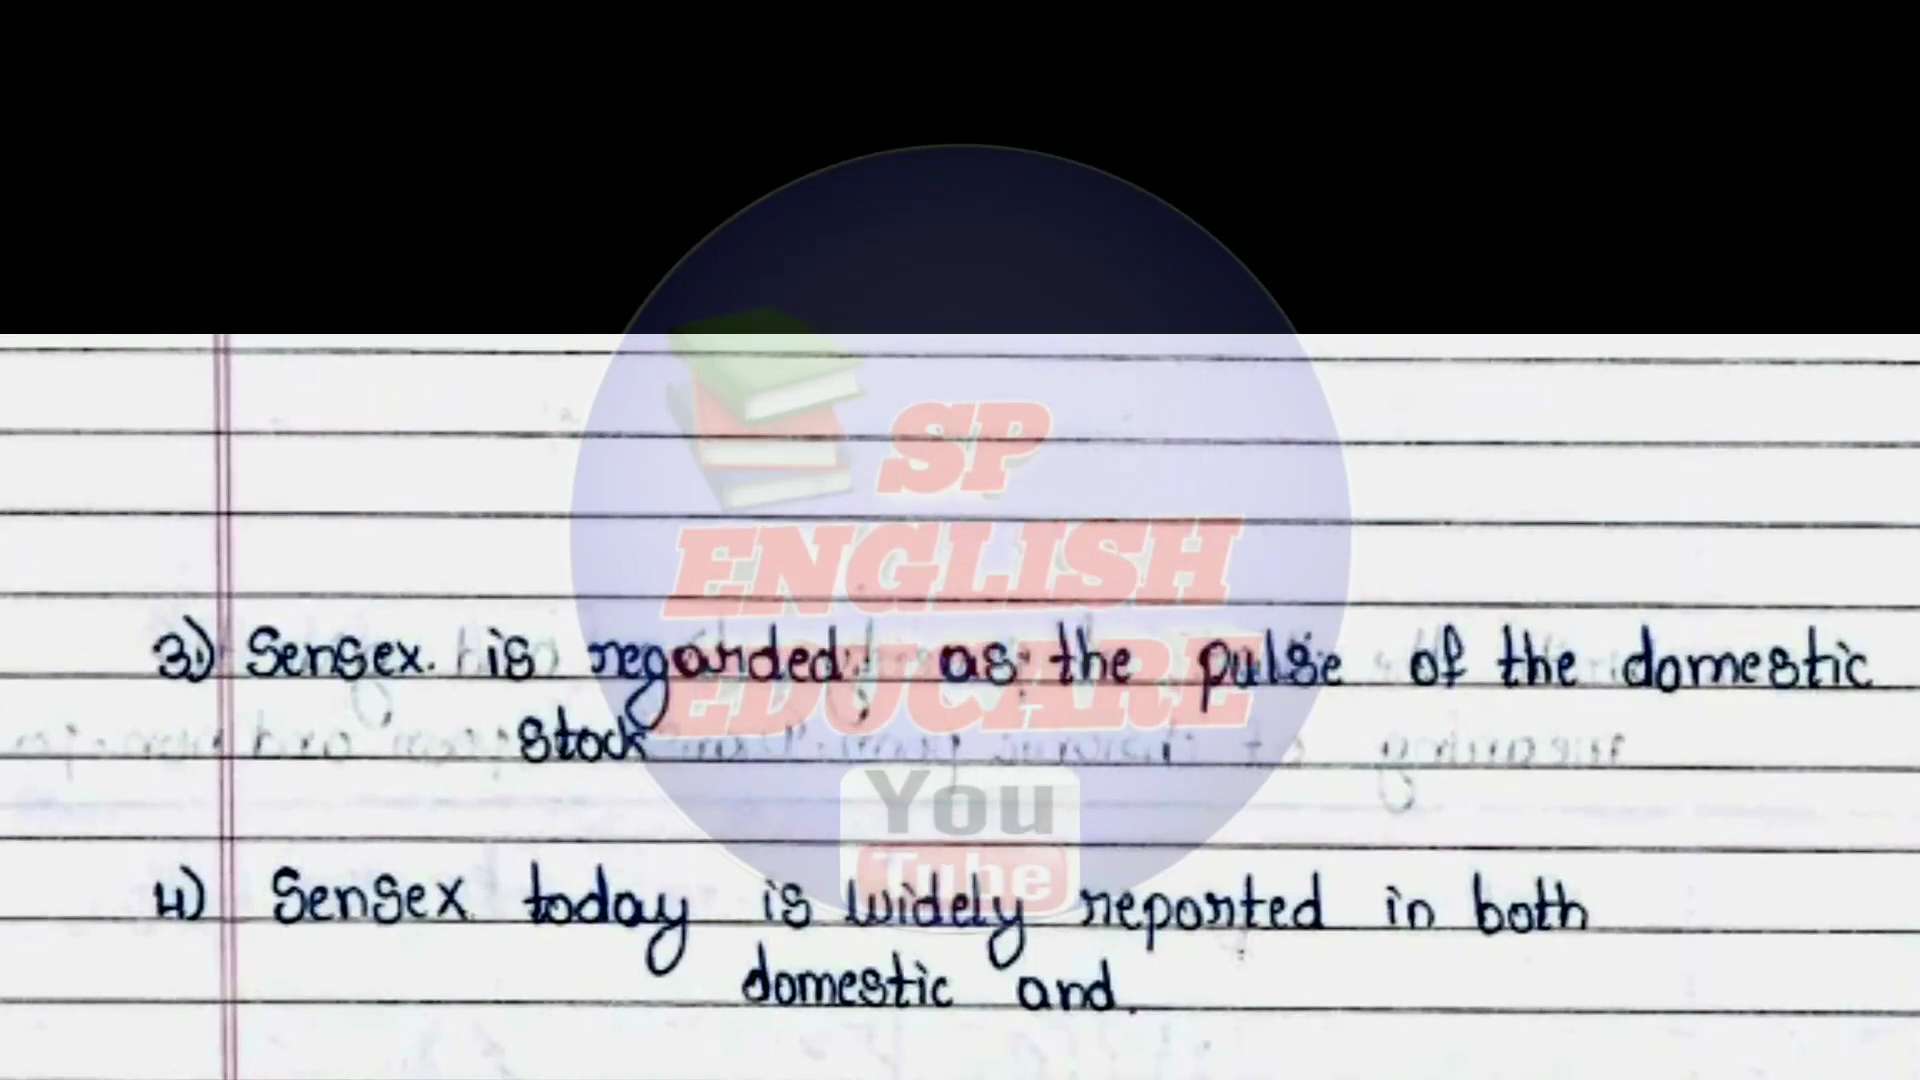 SP
ENGLISH
EDUCARE
3.) Sensex. is regarded as the pulse of the domestic
stock
You
Tube
4) Sensex today is widely reported in both
domestic and.